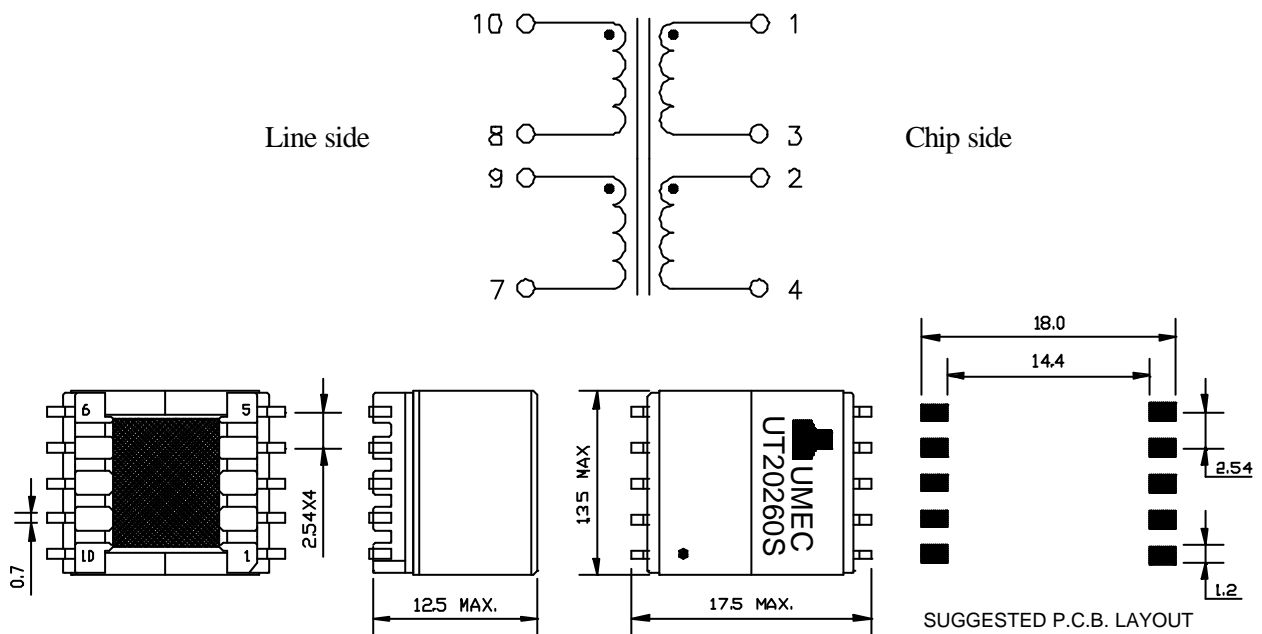 10 1
Line side 8 3 Chip side
9 2
7 4
18.0
14.4
6 5
2.54X4
0.7
10 1
12.5 MAX.
13.5 MAX
UMEC
UT20260S
17.5 MAX.
2.54
1.2
SUGGESTED P.C.B. LAYOUT